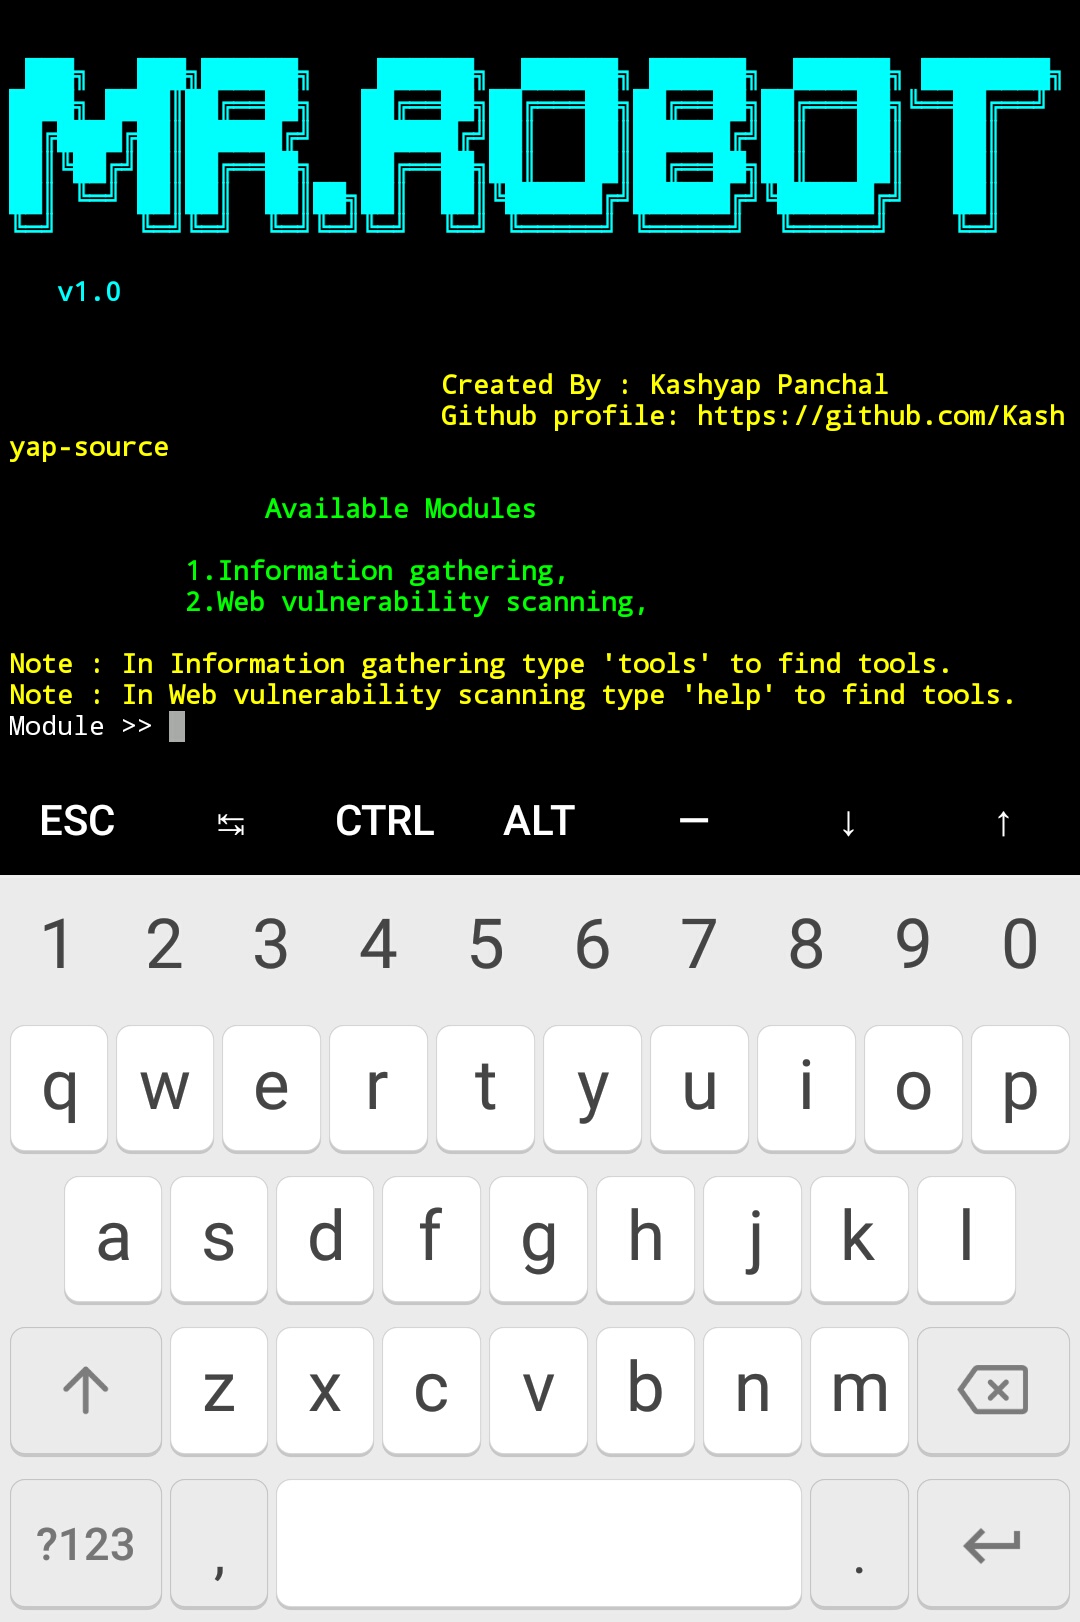 MR.ROBOT
v1.0
Created By : Kashyap Panchal
Github profile: https://github.com/Kash
yap-source
Available Modules
1.Information gathering,
2.Web vulnerability scanning,
Note : In Information gathering type 'tools' to find tools.
Note : In Web vulnerability scanning type 'help' to find tools.
Module >>
ESC ↹ CTRL ALT — ↓ ↑
1 2 3 4 5 6 7 8 9 0
q w e r t y u i o p
a s d f g h j k l
z x c v b n m
?123 , .